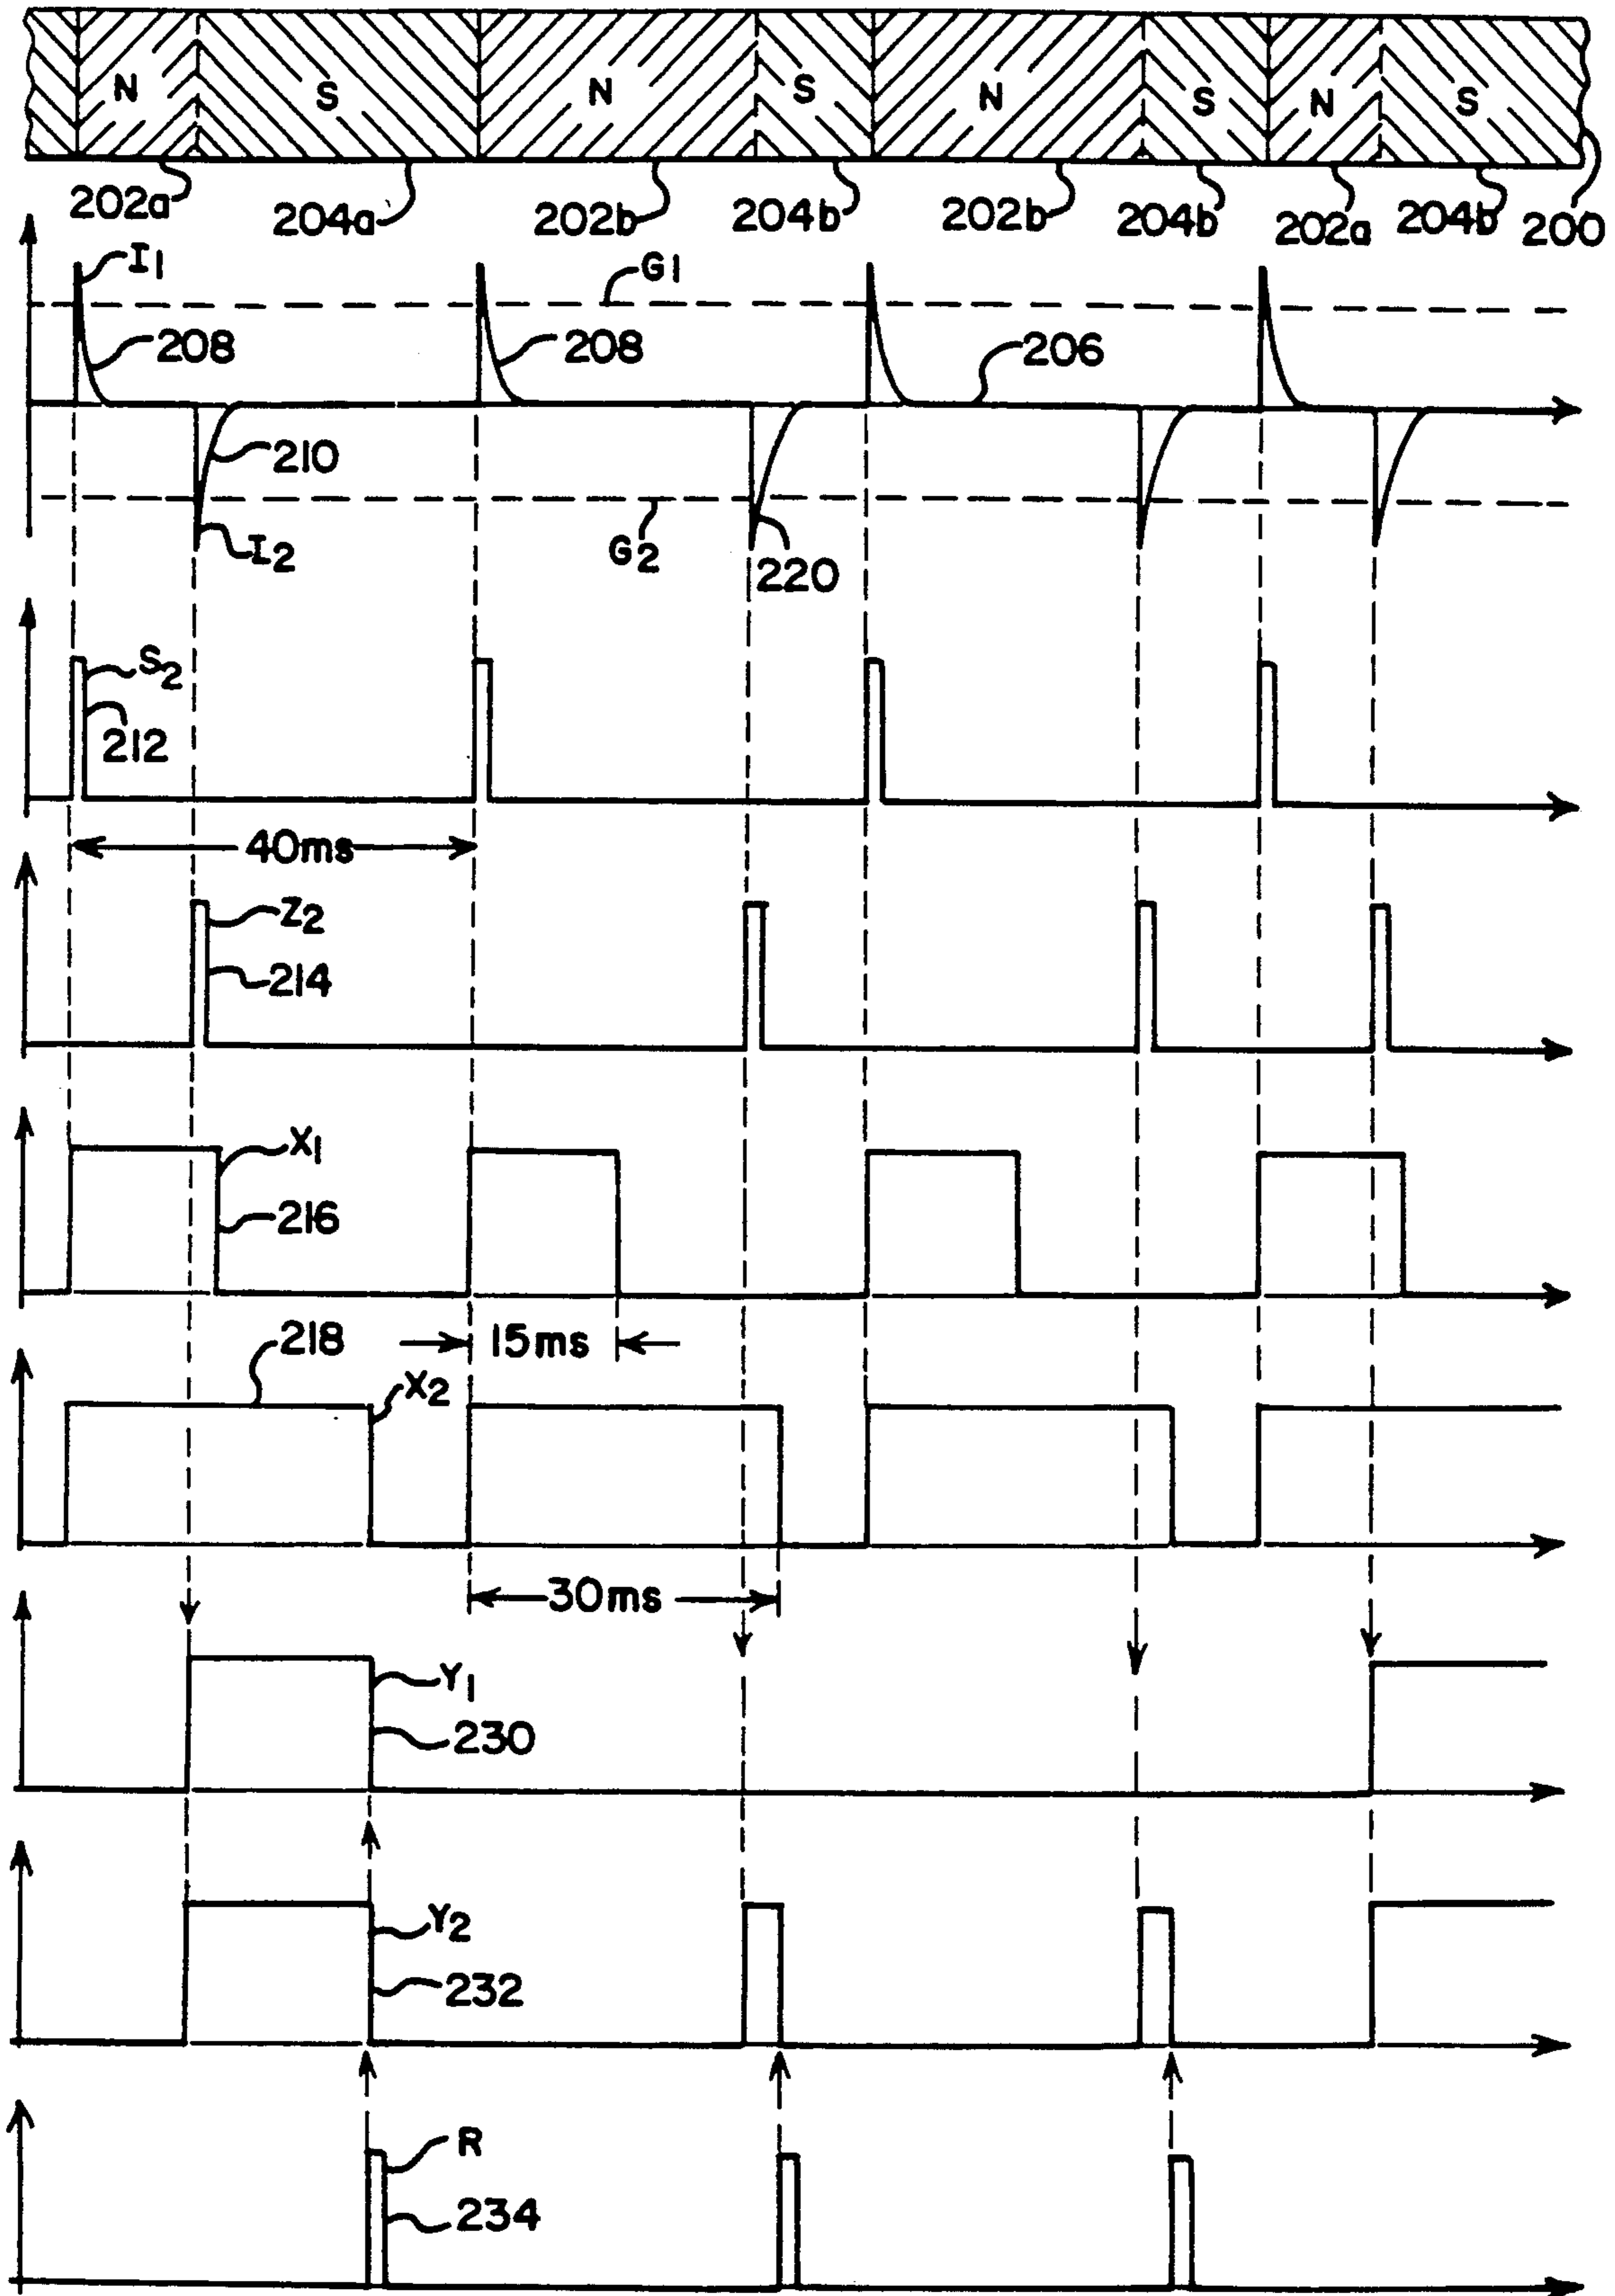 N S N S N S N S
202a 204a 202b 204b 202b 204b 202a 204b 200
I1 G1
208 208 206
210
I2 G2 220
S2
212
40ms
Z2
214
X1
216
218 15ms
X2
30ms
Y1
230
Y2
232
R
234